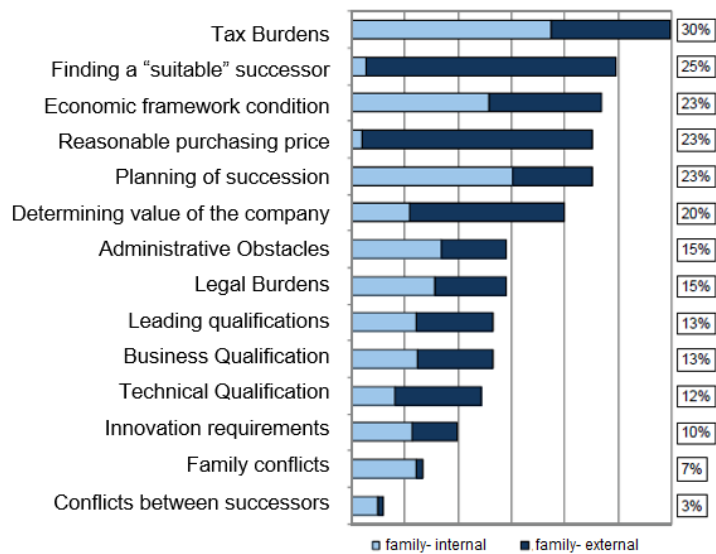 Tax Burdens 30%
Finding a “suitable” successor 25%
Economic framework condition 23%
Reasonable purchasing price 23%
Planning of succession 23%
Determining value of the company 20%
Administrative Obstacles 15%
Legal Burdens 15%
Leading qualifications 13%
Business Qualification 13%
Technical Qualification 12%
Innovation requirements 10%
Family conflicts 7%
Conflicts between successors 3%
family- internal family- external